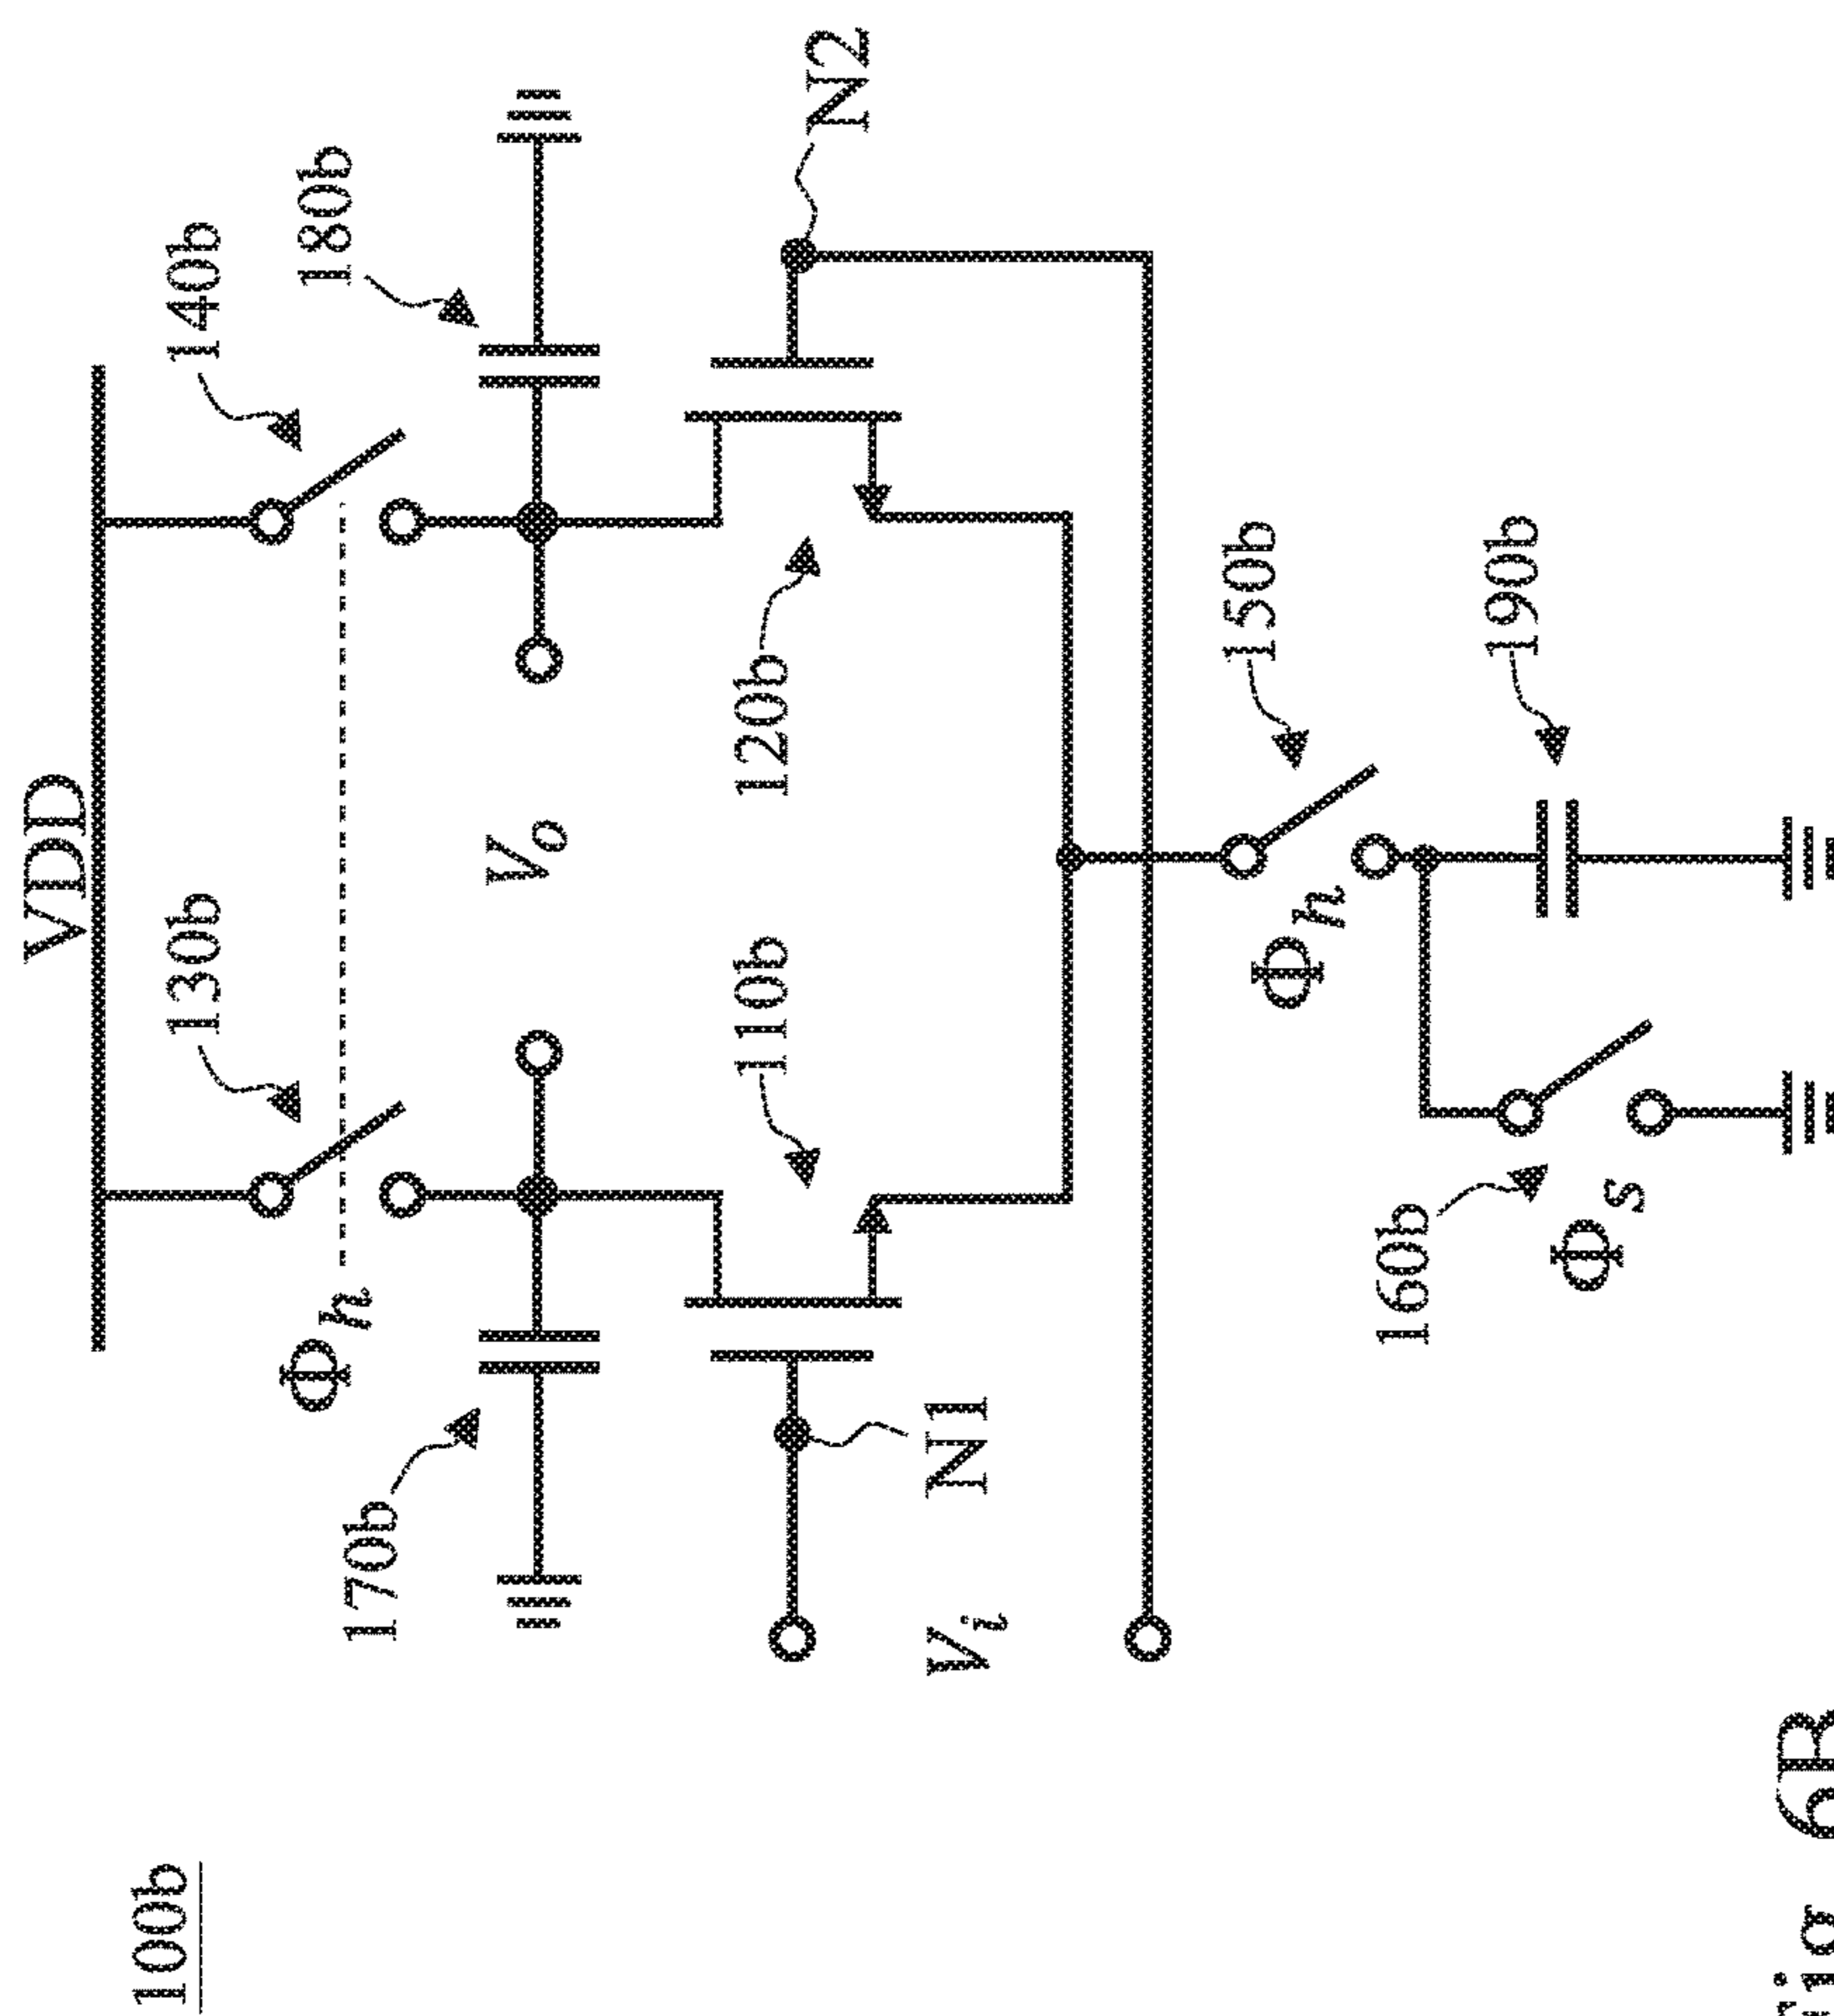 100b
VDD
130b
140b
Φh
170b
180b
Vo
110b
120b
N1
N2
Vi
150b
Φh
160b
190b
Φs
Fig. 6B